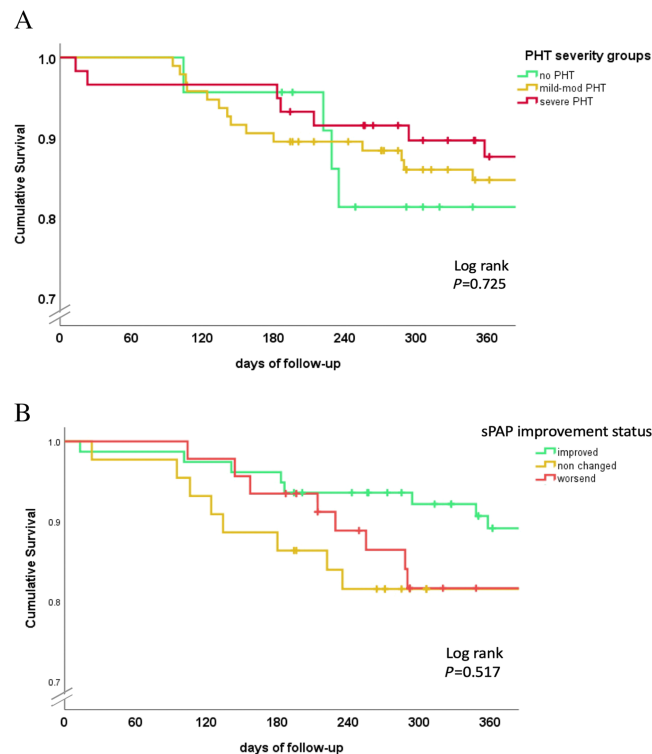 A
PHT severity groups
no PHT
mild-mod PHT
severe PHT
Cumulative Survival
1.0
0.9
0.8
0.7
Log rank
P=0.725
0 60 120 180 240 300 360
days of follow-up
B
sPAP improvement status
improved
non changed
worsend
Cumulative Survival
1.0
0.9
0.8
0.7
Log rank
P=0.517
0 60 120 180 240 300 360
days of follow-up